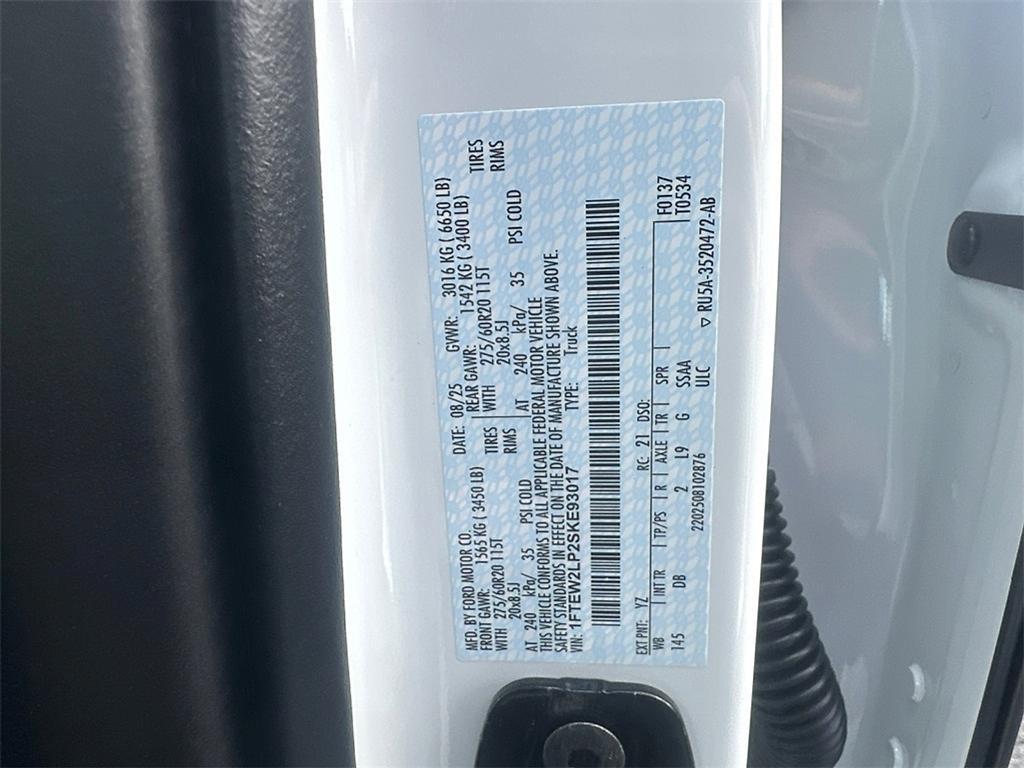 MFD. BY FORD MOTOR CO. DATE: 08/25 GVWR: 3016 KG ( 6650 LB)
FRONT GAWR: 1565 KG ( 3450 LB) REAR GAWR: 1542 KG ( 3400 LB)
WITH 275/60R20 115T TIRES WITH 275/60R20 115T TIRES
20x8.5J RIMS 20x8.5J RIMS
AT 240 kPa/ 35 PSI COLD AT 240 kPa/ 35 PSI COLD
THIS VEHICLE CONFORMS TO ALL APPLICABLE FEDERAL MOTOR VEHICLE
SAFETY STANDARDS IN EFFECT ON THE DATE OF MANUFACTURE SHOWN ABOVE.
VIN: 1FTEW2LP2SKE93017 TYPE: Truck
EXT PNT: YZ RC: 21 DSO: F0137
WB INT TR TP/PS R AXLE TR SPR T0534
145 DB 2 L9 G SSAA
2202508102876 ULC ▽ RU5A-3520472-AB